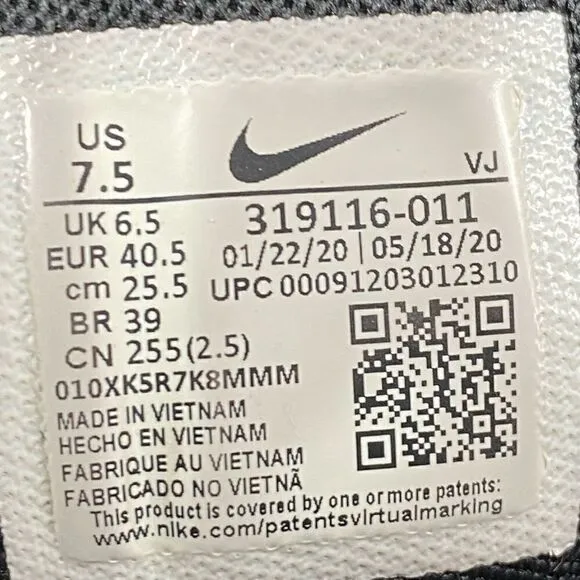 US
7.5
VJ
UK 6.5
319116-011
EUR 40.5
01/22/20 | 05/18/20
cm 25.5
UPC 00091203012310
BR 39
CN 255(2.5)
010XK5R7K8MMM
MADE IN VIETNAM
HECHO EN VIETNAM
FABRIQUE AU VIETNAM
FABRICADO NO VIETNÃ
This product is covered by one or more patents:
www.nike.com/patentsvirtualmarking